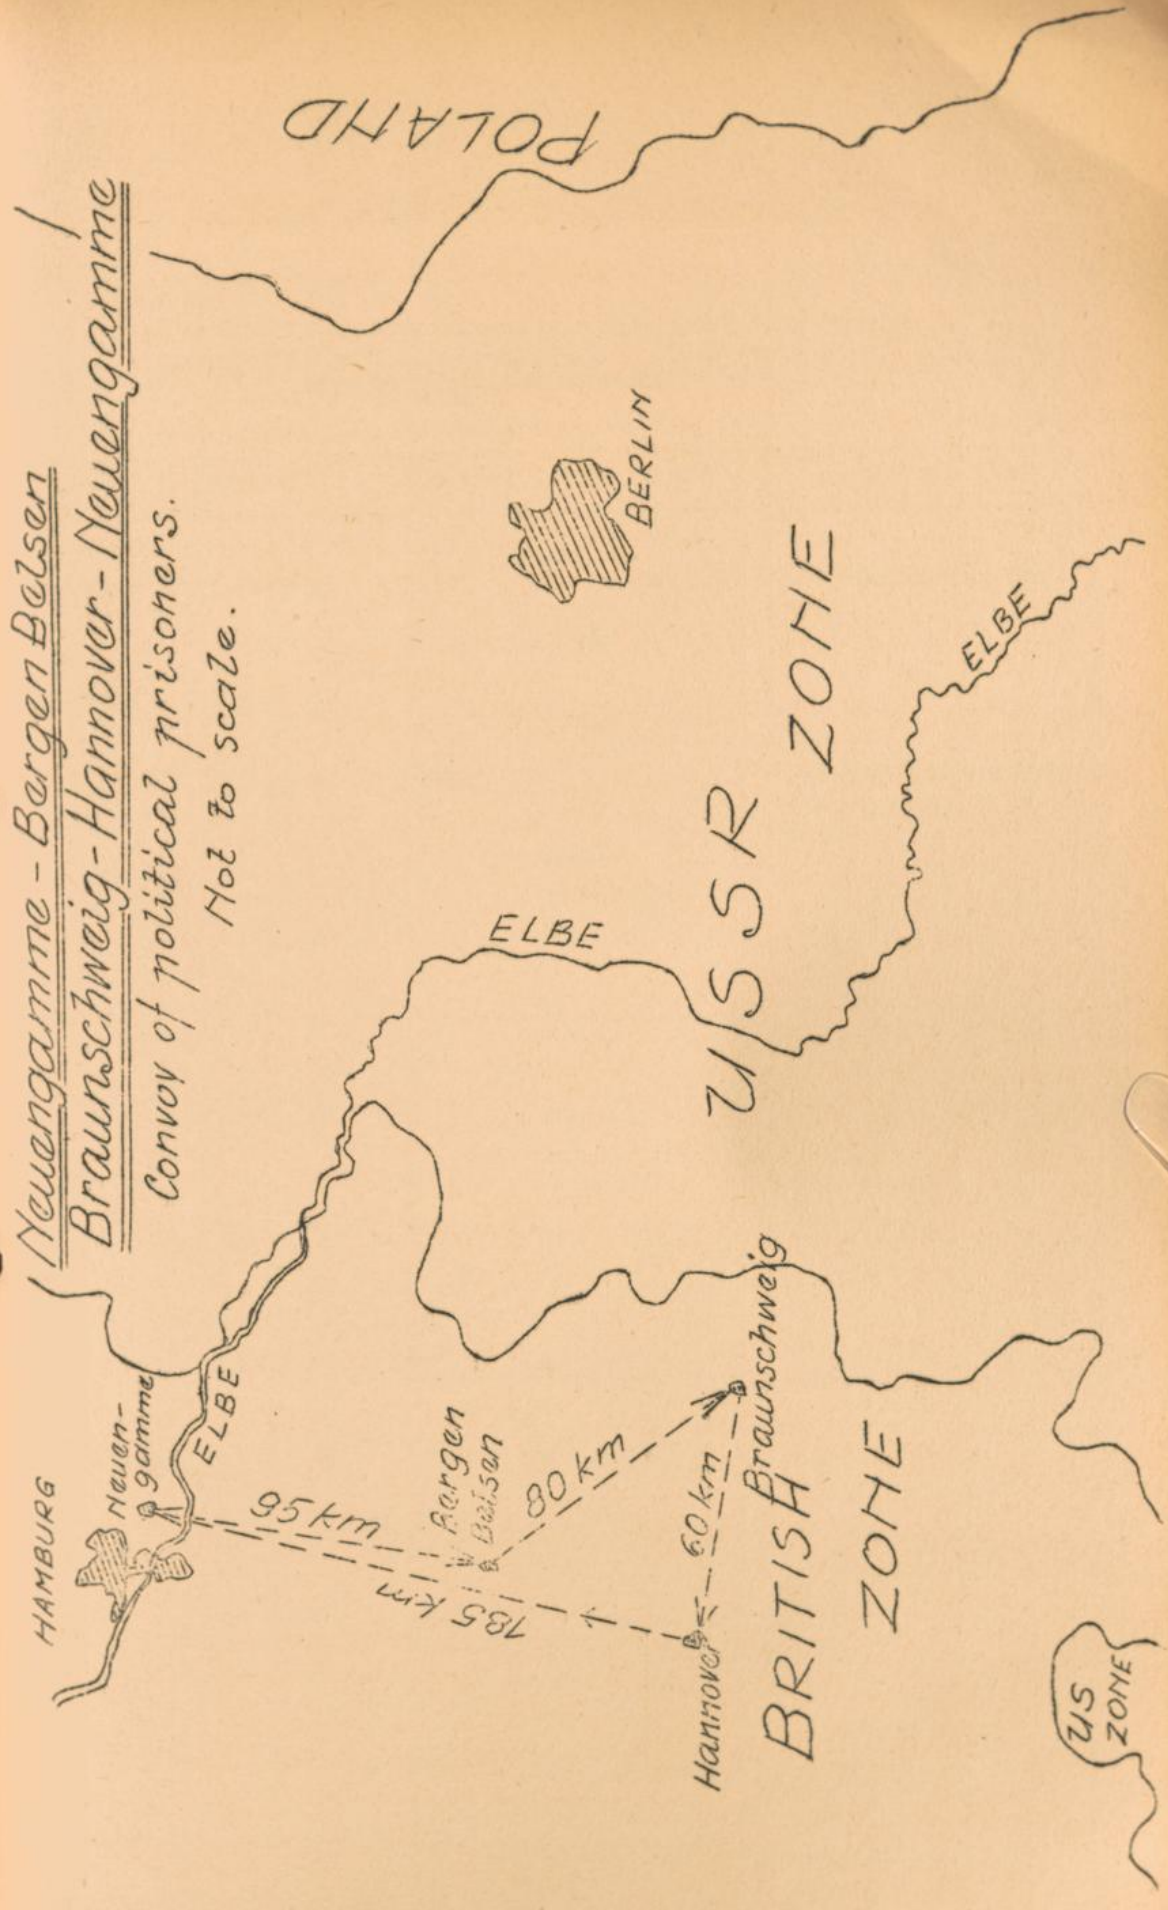 Neuengamme - Bergen Belsen
Braunschweig - Hannover - Neuengamme
Convoy of political prisoners.
Not to scale.
HAMBURG
Neuen-
gamme
ELBE
95 km
185 km
Bergen
Belsen
80 km
60 km
Hannover
Braunschweig
BRITISH
ZONE
US
ZONE
ELBE
USSR
ZONE
BERLIN
ELBE
POLAND